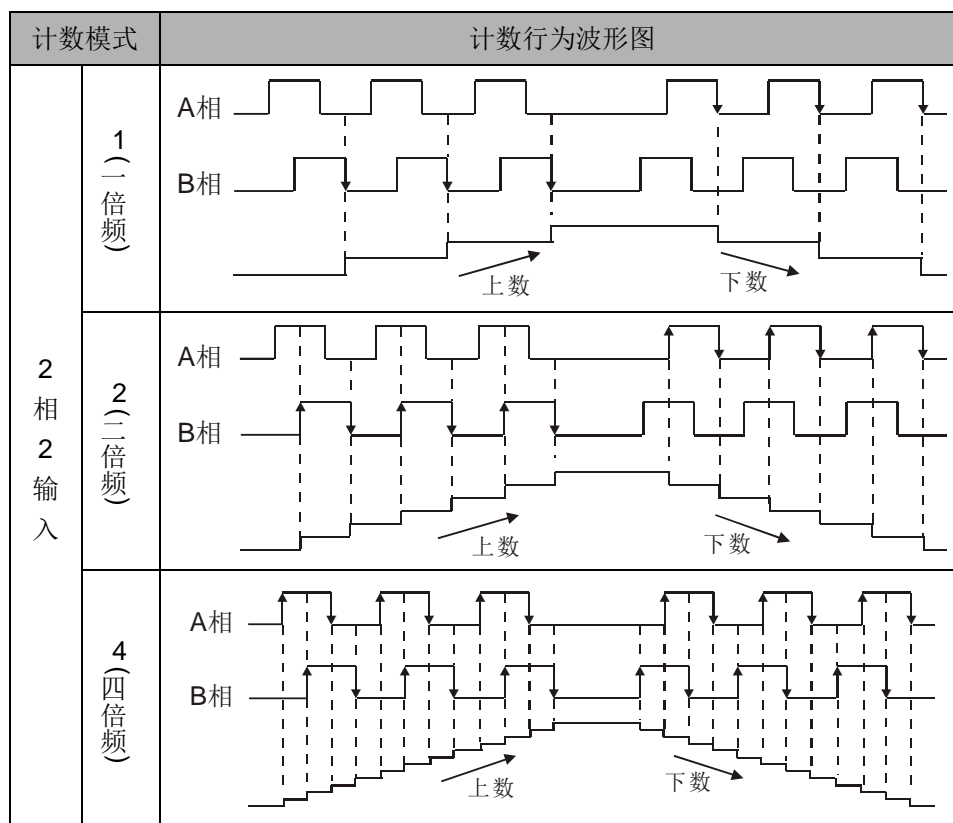 计数模式
计数行为波形图
2相2输入
1(一倍频)
A相
B相
上数
下数
2(二倍频)
A相
B相
上数
下数
4(四倍频)
A相
B相
上数
下数